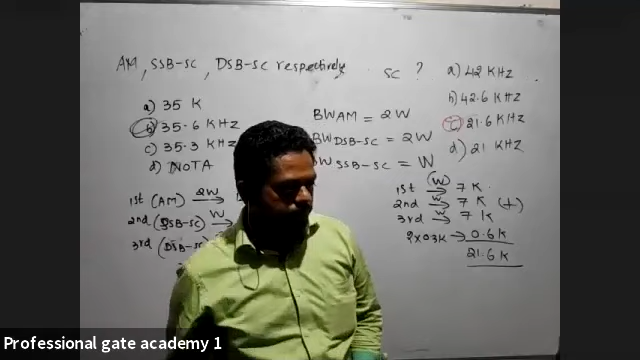 AM, SSB-SC, DSB-SC respectively SC ?
a) 35 K
b) 35.6 KHZ
c) 35.3 KHZ
d) NOTA
BWAM = 2W
BWDSB-SC = 2W
BW SSB-SC = W
a) 42 KHZ
b) 42.6 KHZ
c) 21.6 KHZ
d) 21 KHZ
1st (AM) 2W →
2nd (SSB-SC) W →
3rd (DSB-SC)
1st (W) → 7 K
2nd W → 7 K (+)
3rd W → 7 K
2x0.3K → 0.6K
21.6 K
Professional gate academy 1